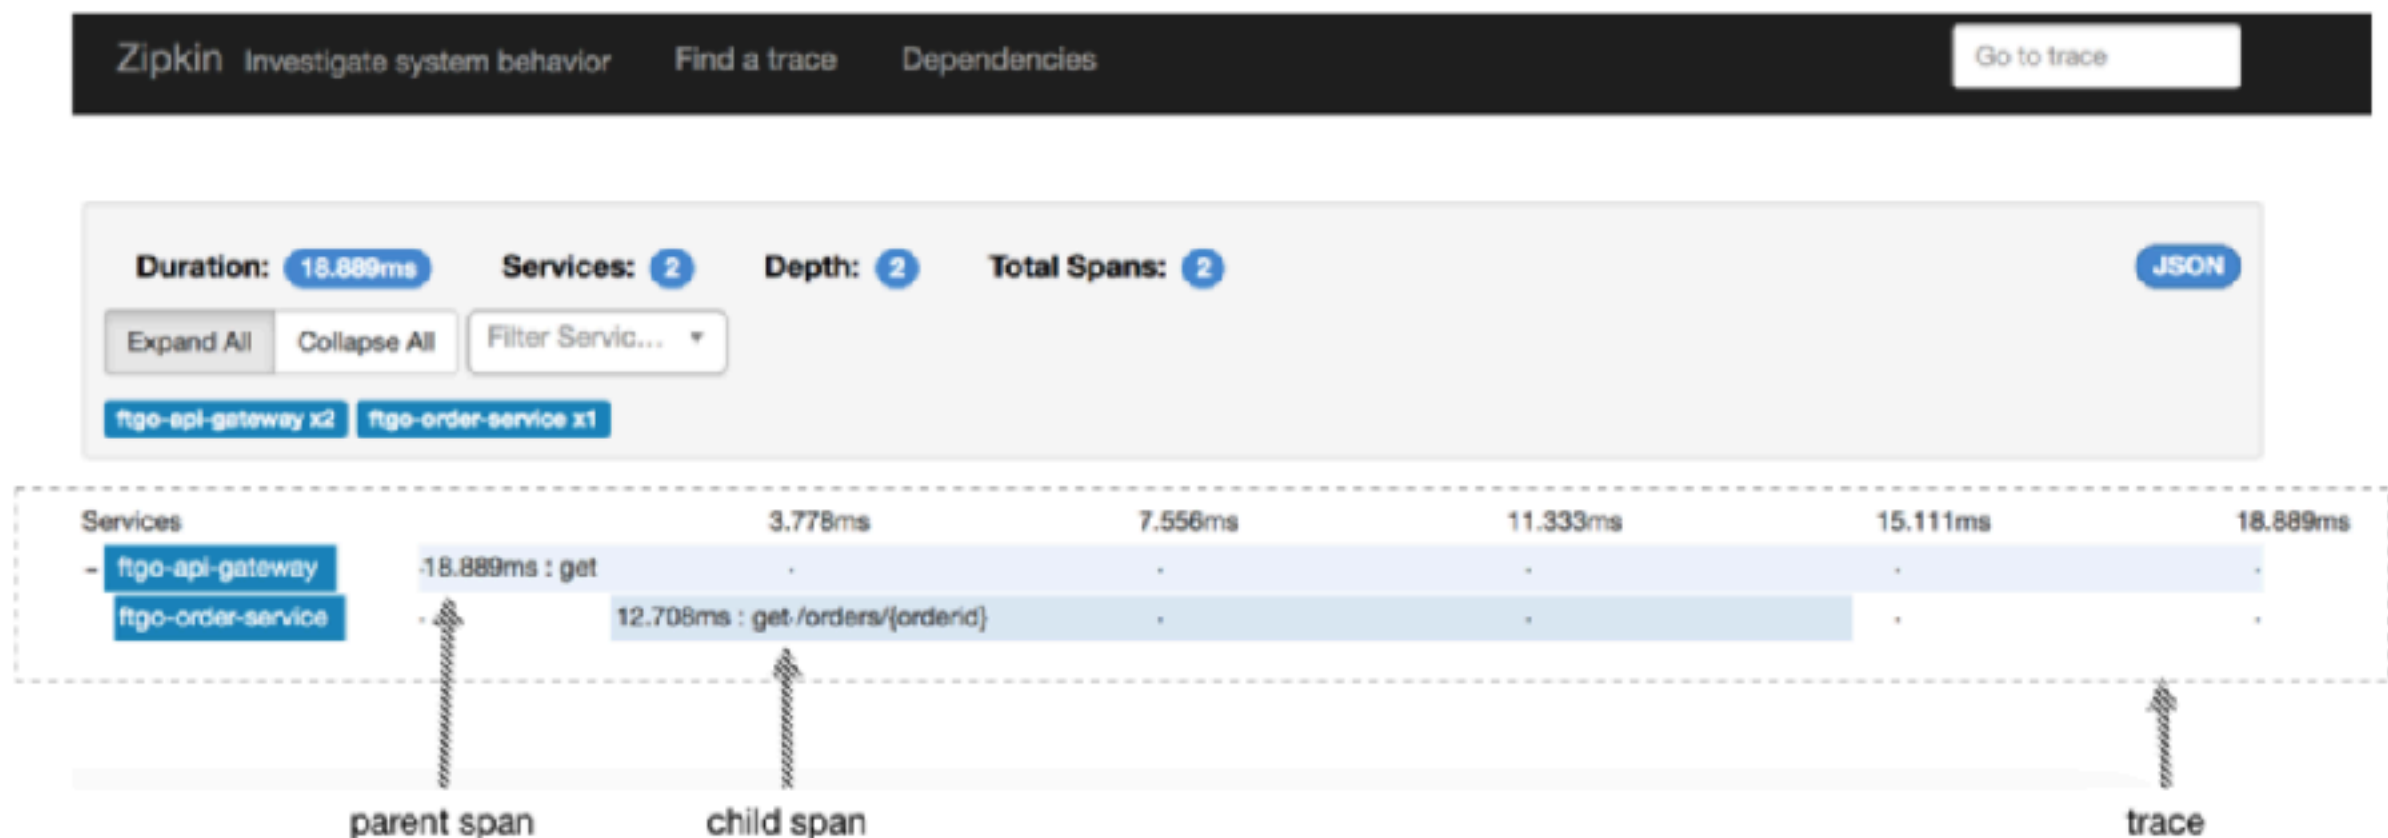 Zipkin Investigate system behavior Find a trace Dependencies Go to trace
Duration: 18.889ms Services: 2 Depth: 2 Total Spans: 2 JSON
Expand All Collapse All Filter Servic...
ftgo-api-gateway x2 ftgo-order-service x1
Services 3.778ms 7.556ms 11.333ms 15.111ms 18.889ms
- ftgo-api-gateway 18.889ms : get
ftgo-order-service 12.708ms : get /orders/{orderid}
parent span child span trace